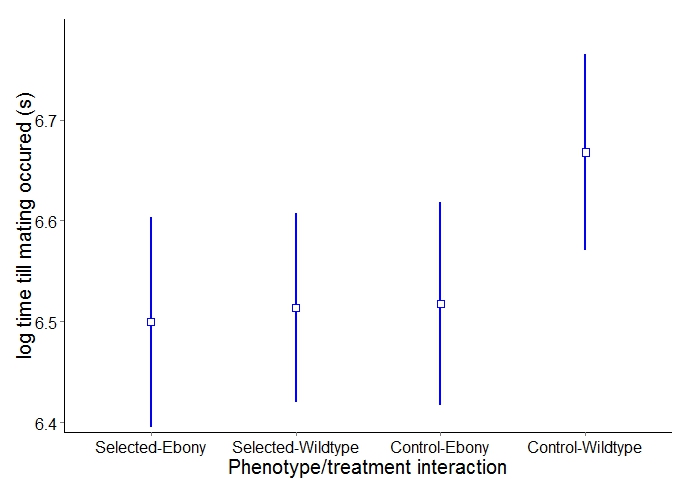 log time till mating occured (s)
6.7
6.6
6.5
6.4
Selected-Ebony Selected-Wildtype Control-Ebony Control-Wildtype
Phenotype/treatment interaction